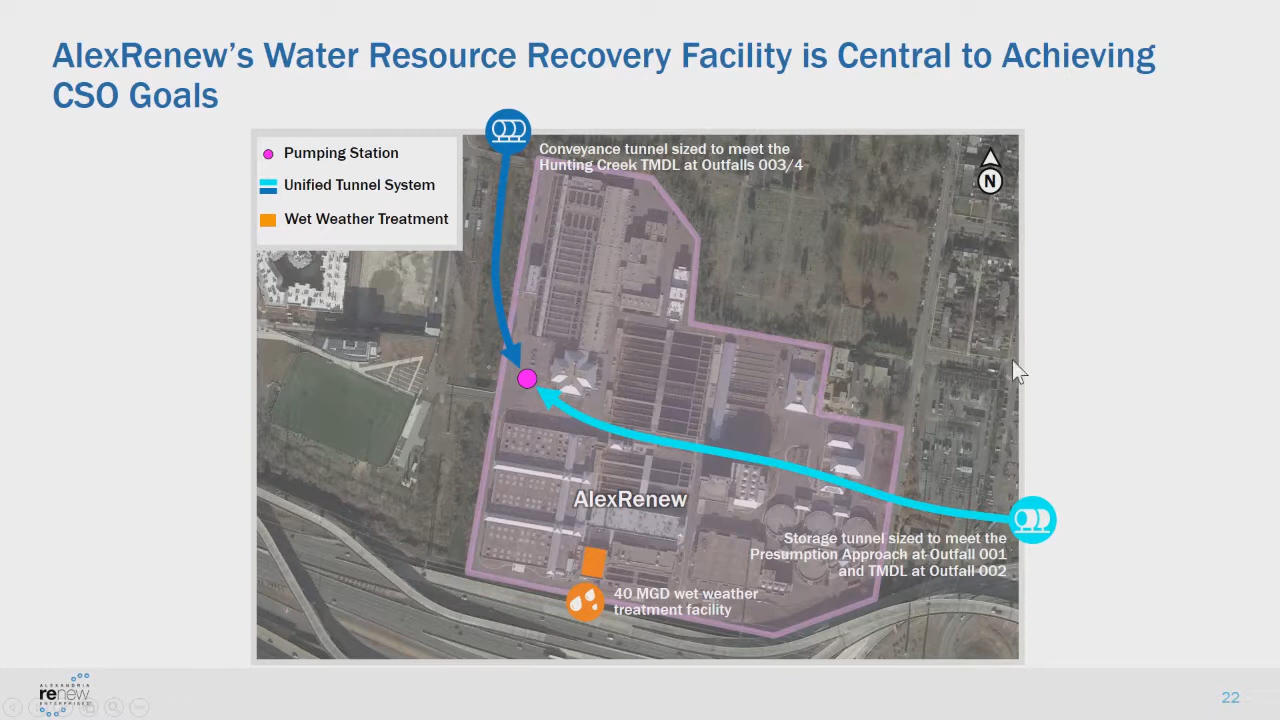 AlexRenew’s Water Resource Recovery Facility is Central to Achieving
CSO Goals
Pumping Station
Unified Tunnel System
Wet Weather Treatment
Conveyance tunnel sized to meet the
Hunting Creek TMDL at Outfalls 003/4
N
AlexRenew
Storage tunnel sized to meet the
Presumption Approach at Outfall 001
and TMDL at Outfall 002
40 MGD wet weather
treatment facility
ALEXANDRIA
renew
ENTERPRISES
22